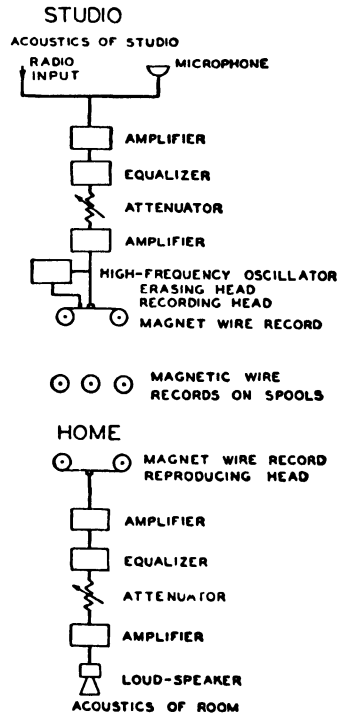 STUDIO
ACOUSTICS OF STUDIO
RADIO
INPUT
MICROPHONE
AMPLIFIER
EQUALIZER
ATTENUATOR
AMPLIFIER
HIGH-FREQUENCY OSCILLATOR
ERASING HEAD
RECORDING HEAD
MAGNET WIRE RECORD
MAGNETIC WIRE
RECORDS ON SPOOLS
HOME
MAGNET WIRE RECORD
REPRODUCING HEAD
AMPLIFIER
EQUALIZER
ATTENUATOR
AMPLIFIER
LOUD-SPEAKER
ACOUSTICS OF ROOM